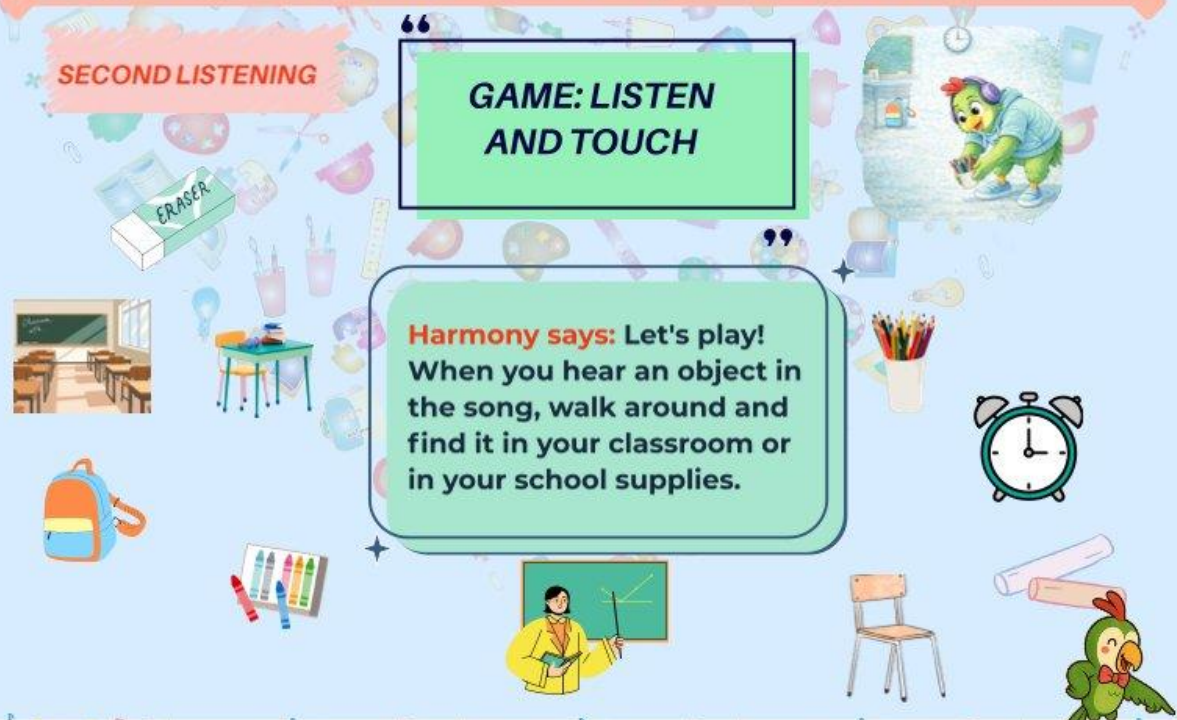 SECOND LISTENING
“
GAME: LISTEN
AND TOUCH
”
ERASER
Harmony says: Let's play!
When you hear an object in
the song, walk around and
find it in your classroom or
in your school supplies.